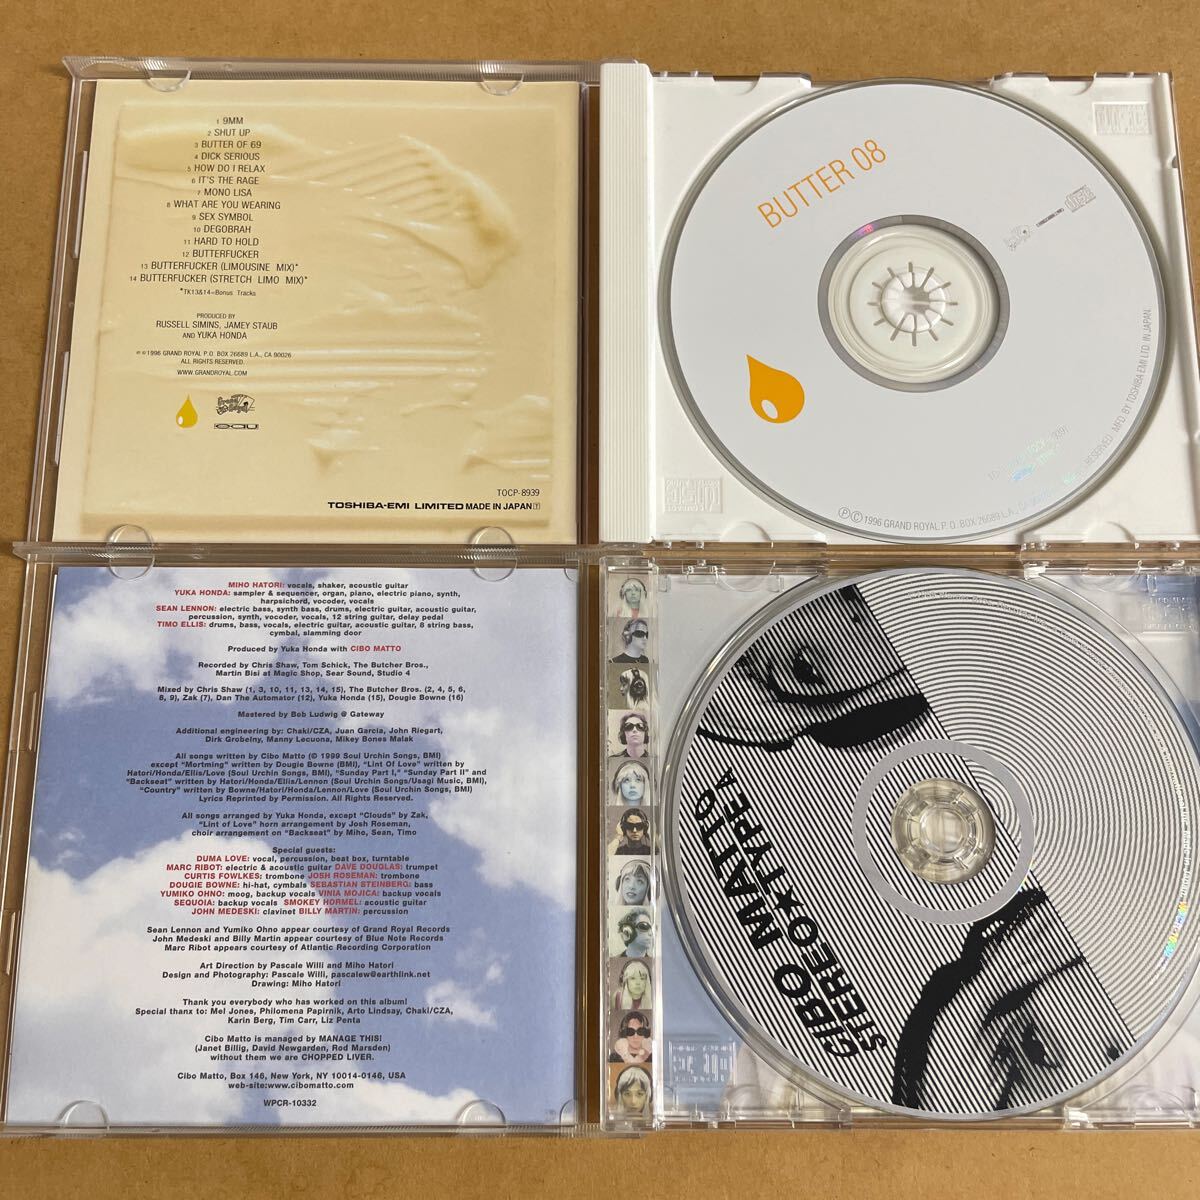 1 9MM
2 SHUT UP
3 BUTTER OF 69
4 DICK SERIOUS
5 HOW DO I RELAX
6 IT'S THE RAGE
7 MONO LISA
8 WHAT ARE YOU WEARING
9 SEX SYMBOL
10 DEGOBRAH
11 HARD TO HOLD
12 BUTTERFUCKER
13 BUTTERFUCKER (LIMOUSINE MIX)*
14 BUTTERFUCKER (STRETCH LIMO MIX)*
*TK13&14=Bonus Tracks
PRODUCED BY
RUSSELL SIMINS, JAMEY STAUB
AND YUKA HONDA
℗ © 1996 GRAND ROYAL P.O. BOX 26689 L.A., CA 90026
ALL RIGHTS RESERVED.
WWW.GRANDROYAL.COM
Grand Royal
TOCP-8939
TOSHIBA-EMI LIMITED MADE IN JAPAN T
BUTTER 08
℗© 1996 GRAND ROYAL P. O. BOX 26689 L.A.,
RESERVED. MFD. BY TOSHIBA EMI LTD. IN JAPAN.
MIHO HATORI: vocals, shaker, acoustic guitar
YUKA HONDA: sampler & sequencer, organ, piano, electric piano, synth,
harpsichord, vocoder, vocals
SEAN LENNON: electric bass, synth bass, drums, electric guitar, acoustic guitar,
percussion, synth, vocoder, vocals, 12 string guitar, delay pedal
TIMO ELLIS: drums, bass, vocals, electric guitar, acoustic guitar, 8 string bass,
cymbal, slamming door
Produced by Yuka Honda with CIBO MATTO
Recorded by Chris Shaw, Tom Schick, The Butcher Bros.,
Martin Bisi at Magic Shop, Sear Sound, Studio 4
Mixed by Chris Shaw (1, 3, 10, 11, 13, 14, 15), The Butcher Bros. (2, 4, 5, 6,
8, 9), Zak (7), Dan The Automator (12), Yuka Honda (15), Dougie Bowne (16)
Mastered by Bob Ludwig @ Gateway
Additional engineering by: Chaki/CZA, Juan Garcia, John Riegart,
Dirk Grobelny, Manny Lecuona, Mikey Bones Malak
All songs written by Cibo Matto (© 1999 Soul Urchin Songs, BMI)
except "Mortming" written by Dougie Bowne (BMI), "Lint Of Love" written by
Hatori/Honda/Ellis/Love (Soul Urchin Songs, BMI), "Sunday Part I," "Sunday Part II" and
"Backseat" written by Hatori/Honda/Ellis/Lennon (Soul Urchin Songs/Usagi Music, BMI),
"Country" written by Bowne/Hatori/Honda/Lennon/Love (Soul Urchin Songs, BMI)
Lyrics Reprinted by Permission. All Rights Reserved.
All songs arranged by Yuka Honda, except "Clouds" by Zak,
"Lint of Love" horn arrangement by Josh Roseman,
choir arrangement on "Backseat" by Miho, Sean, Timo
Special guests:
DUMA LOVE: vocal, percussion, beat box, turntable
MARC RIBOT: electric & acoustic guitar DAVE DOUGLAS: trumpet
CURTIS FOWLKES: trombone JOSH ROSEMAN: trombone
DOUGIE BOWNE: hi-hat, cymbals SEBASTIAN STEINBERG: bass
YUMIKO OHNO: moog, backup vocals VINIA MOJICA: backup vocals
SEQUOIA: backup vocals SMOKEY HORMEL: acoustic guitar
JOHN MEDESKI: clavinet BILLY MARTIN: percussion
Sean Lennon and Yumiko Ohno appear courtesy of Grand Royal Records
John Medeski and Billy Martin appear courtesy of Blue Note Records
Marc Ribot appears courtesy of Atlantic Recording Corporation
Art Direction by Pascale Willi and Miho Hatori
Design and Photography: Pascale Willi, pascalew@earthlink.net
Drawing: Miho Hatori
Thank you everybody who has worked on this album!
Special thanx to: Mel Jones, Philomena Papirnik, Arto Lindsay, Chaki/CZA,
Karin Berg, Tim Carr, Liz Penta
Cibo Matto is managed by MANAGE THIS!
(Janet Billig, David Newgarden, Rod Marsden)
without them we are CHOPPED LIVER.
Cibo Matto, Box 146, New York, NY 10014-0146, USA
web-site:www.cibomatto.com
WPCR-10332
CIBO MATTO
STEREO★TYPE A